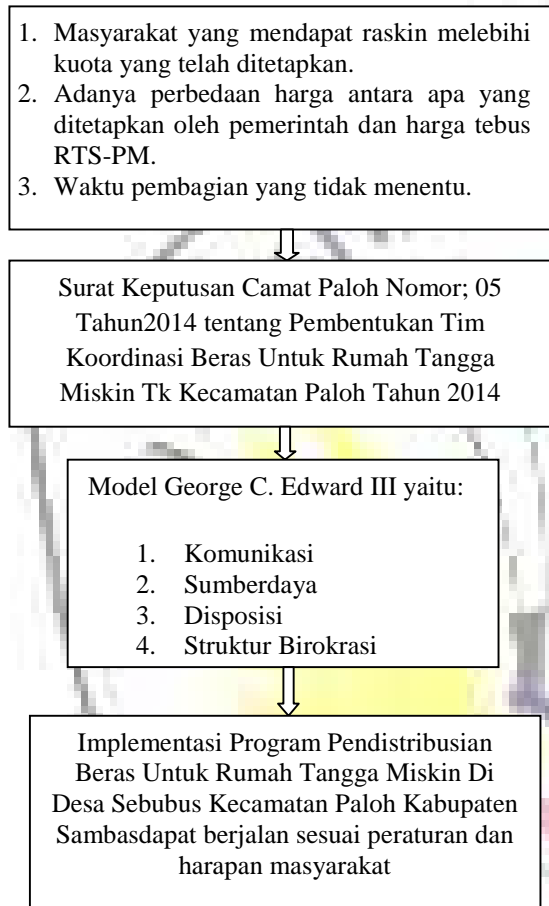 1. Masyarakat yang mendapat raskin melebihi
kuota yang telah ditetapkan.
2. Adanya perbedaan harga antara apa yang
ditetapkan oleh pemerintah dan harga tebus
RTS-PM.
3. Waktu pembagian yang tidak menentu.
Surat Keputusan Camat Paloh Nomor; 05
Tahun2014 tentang Pembentukan Tim
Koordinasi Beras Untuk Rumah Tangga
Miskin Tk Kecamatan Paloh Tahun 2014
Model George C. Edward III yaitu:
1. Komunikasi
2. Sumberdaya
3. Disposisi
4. Struktur Birokrasi
Implementasi Program Pendistribusian
Beras Untuk Rumah Tangga Miskin Di
Desa Sebubus Kecamatan Paloh Kabupaten
Sambasdapat berjalan sesuai peraturan dan
harapan masyarakat